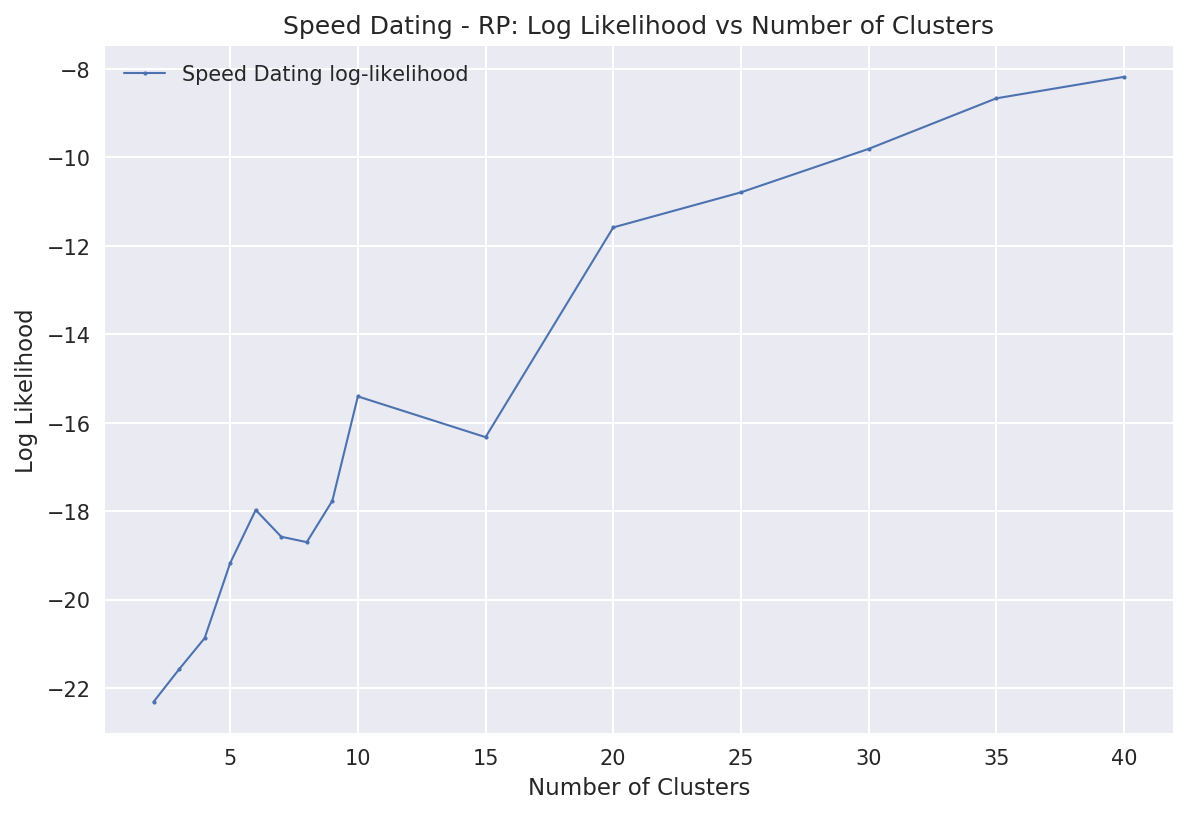 Speed Dating - RP: Log Likelihood vs Number of Clusters
Speed Dating log-likelihood
−8
−10
−12
−14
−16
−18
−20
−22
Log Likelihood
5 10 15 20 25 30 35 40
Number of Clusters